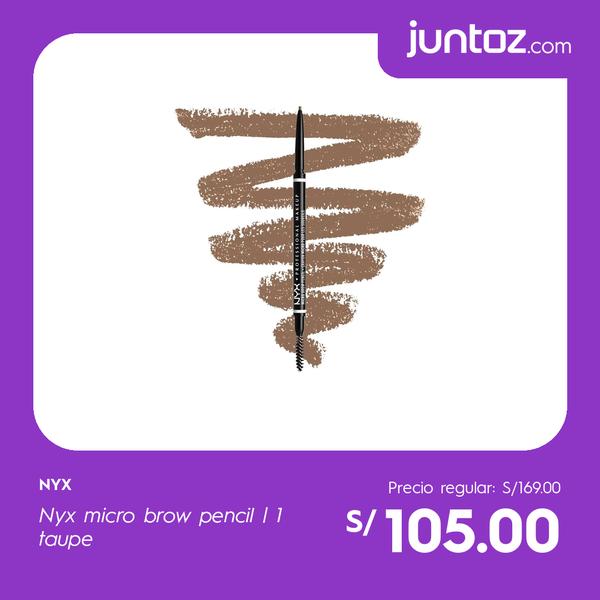 juntoz.com
NYX • PROFESSIONAL MAKEUP
NYX
Nyx micro brow pencil | 1
taupe
Precio regular: S/169.00
S/105.00